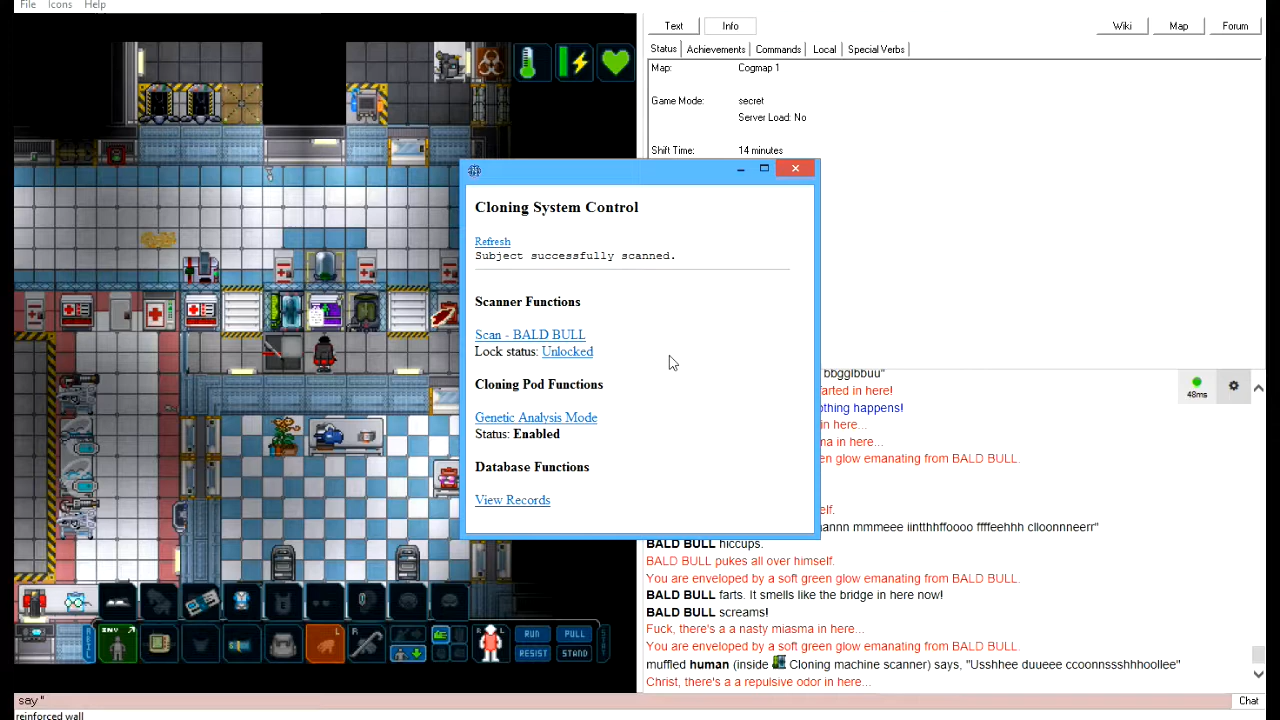 File Icons Help
Text Info Wiki Map Forum
Status Achievements Commands Local Special Verbs
Map: Cogmap 1
Game Mode: secret
Server Load: No
Shift Time: 14 minutes
Cloning System Control
Refresh
Subject successfully scanned.
Scanner Functions
Scan - BALD BULL
Lock status: Unlocked
Cloning Pod Functions
Genetic Analysis Mode
Status: Enabled
Database Functions
View Records
bbgglbbuu"
farted in here!
othing happens!
in here...
ma in here...
en glow emanating from BALD BULL.
elf.
mannn mmmeee iintthhffoooo ffffeehhh clloonnneerr"
BALD BULL hiccups.
BALD BULL pukes all over himself.
You are enveloped by a soft green glow emanating from BALD BULL.
BALD BULL farts. It smells like the bridge in here now!
BALD BULL screams!
Fuck, there's a a nasty miasma in here...
You are enveloped by a soft green glow emanating from BALD BULL.
muffled human (inside Cloning machine scanner) says, "Usshhee dueeee ccoonnssshhhoollee"
Christ, there's a a repulsive odor in here...
48ms
INV
L
R
RUN PULL
RESIST STAND
say "
Chat
reinforced wall